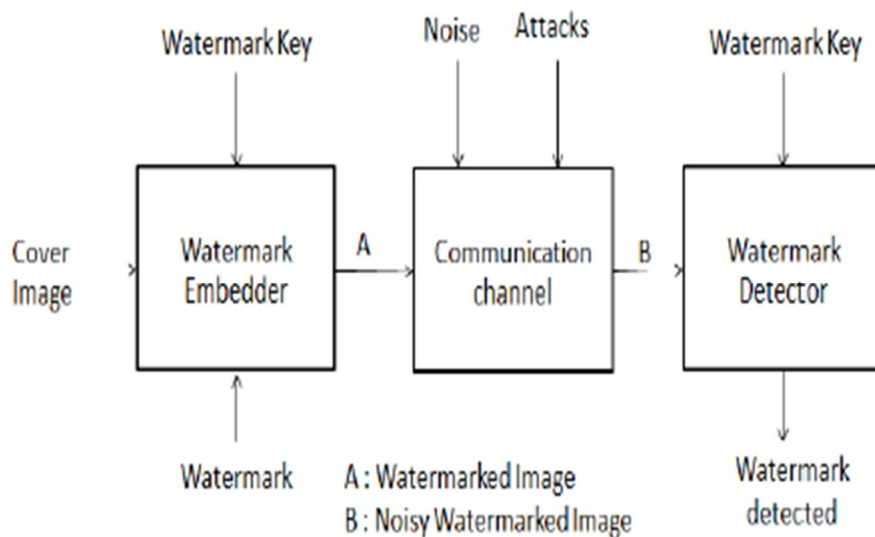 Watermark Key
Noise
Attacks
Watermark Key
Cover
Image
Watermark
Embedder
A
Communication
channel
B
Watermark
Detector
Watermark
A : Watermarked Image
B : Noisy Watermarked Image
Watermark
detected